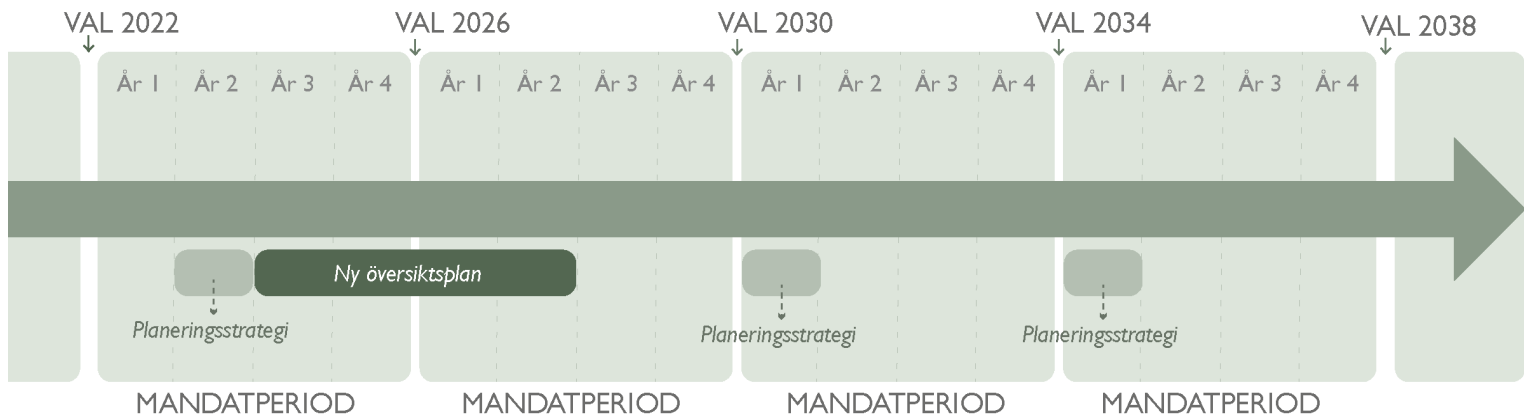 VAL 2022
VAL 2026
VAL 2030
VAL 2034
VAL 2038
År 1 År 2 År 3 År 4 År 1 År 2 År 3 År 4 År 1 År 2 År 3 År 4 År 1 År 2 År 3 År 4
Ny översiktsplan
Planeringsstrategi
Planeringsstrategi
Planeringsstrategi
MANDATPERIOD MANDATPERIOD MANDATPERIOD MANDATPERIOD